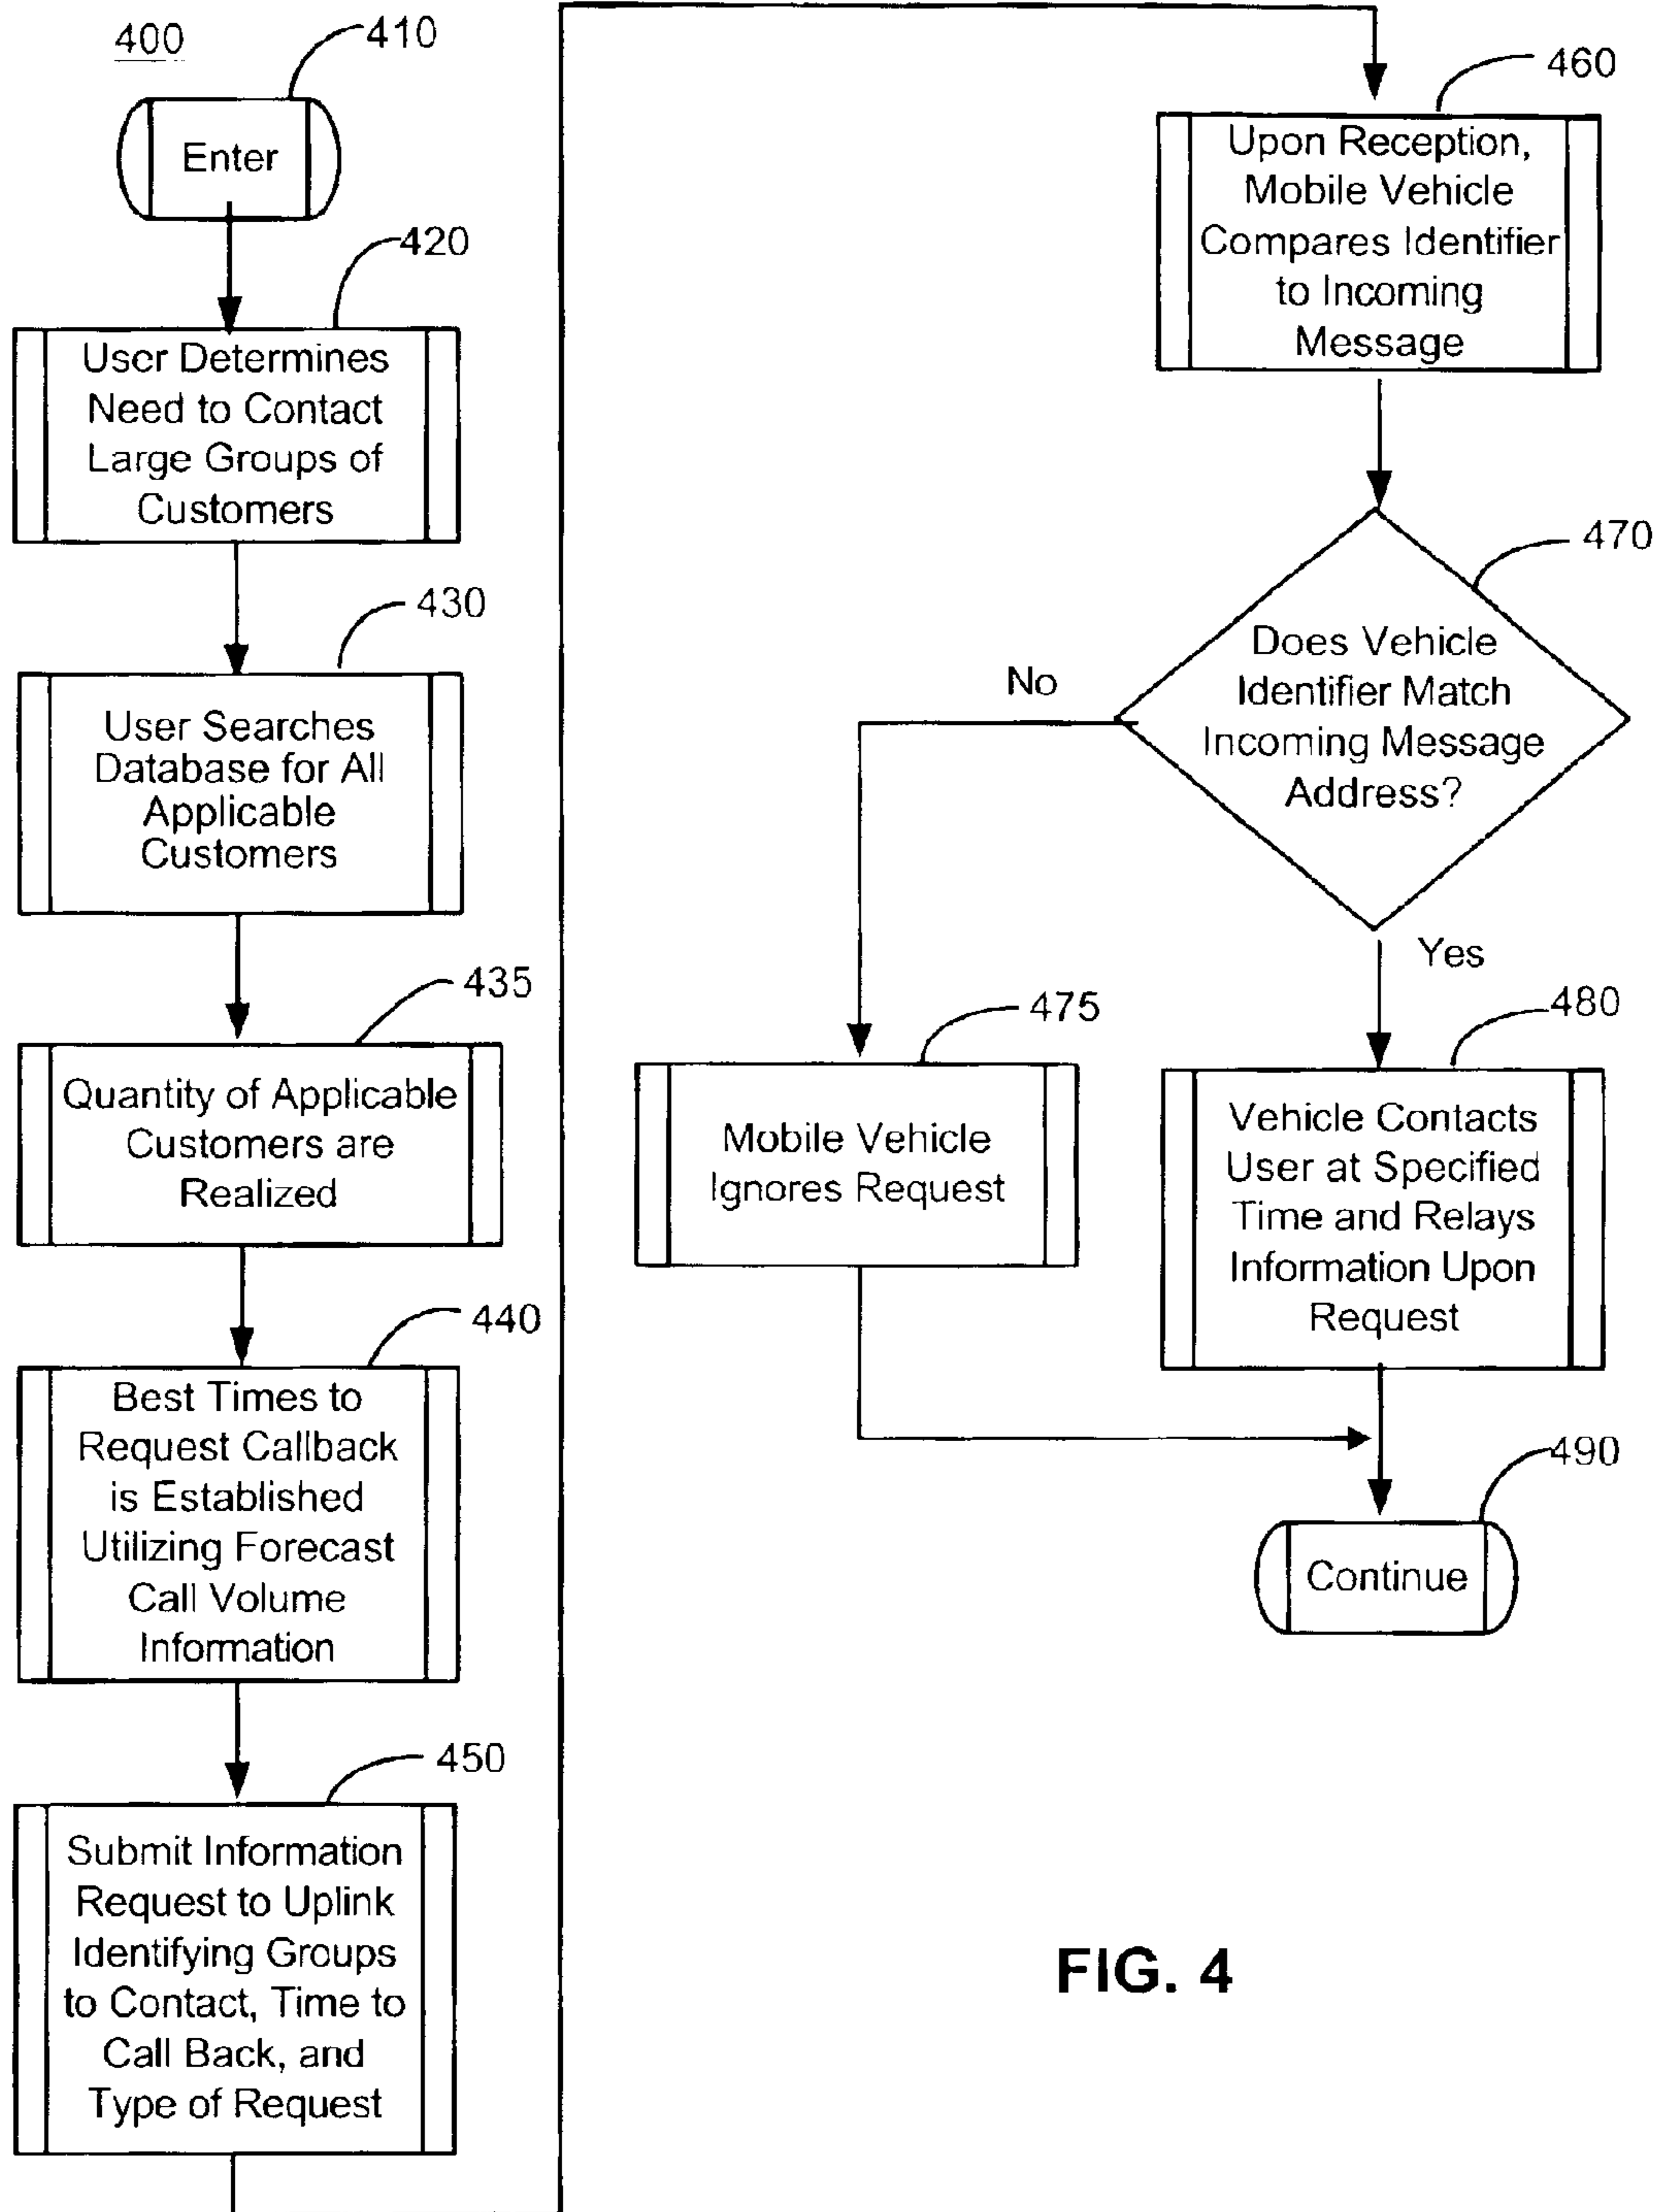 400
410
Enter
420
User Determines
Need to Contact
Large Groups of
Customers
430
User Searches
Database for All
Applicable
Customers
435
Quantity of Applicable
Customers are
Realized
440
Best Times to
Request Callback
is Established
Utilizing Forecast
Call Volume
Information
450
Submit Information
Request to Uplink
Identifying Groups
to Contact, Time to
Call Back, and
Type of Request
460
Upon Reception,
Mobile Vehicle
Compares Identifier
to Incoming
Message
470
Does Vehicle
Identifier Match
Incoming Message
Address?
No
Yes
475
Mobile Vehicle
Ignores Request
480
Vehicle Contacts
User at Specified
Time and Relays
Information Upon
Request
490
Continue
FIG. 4